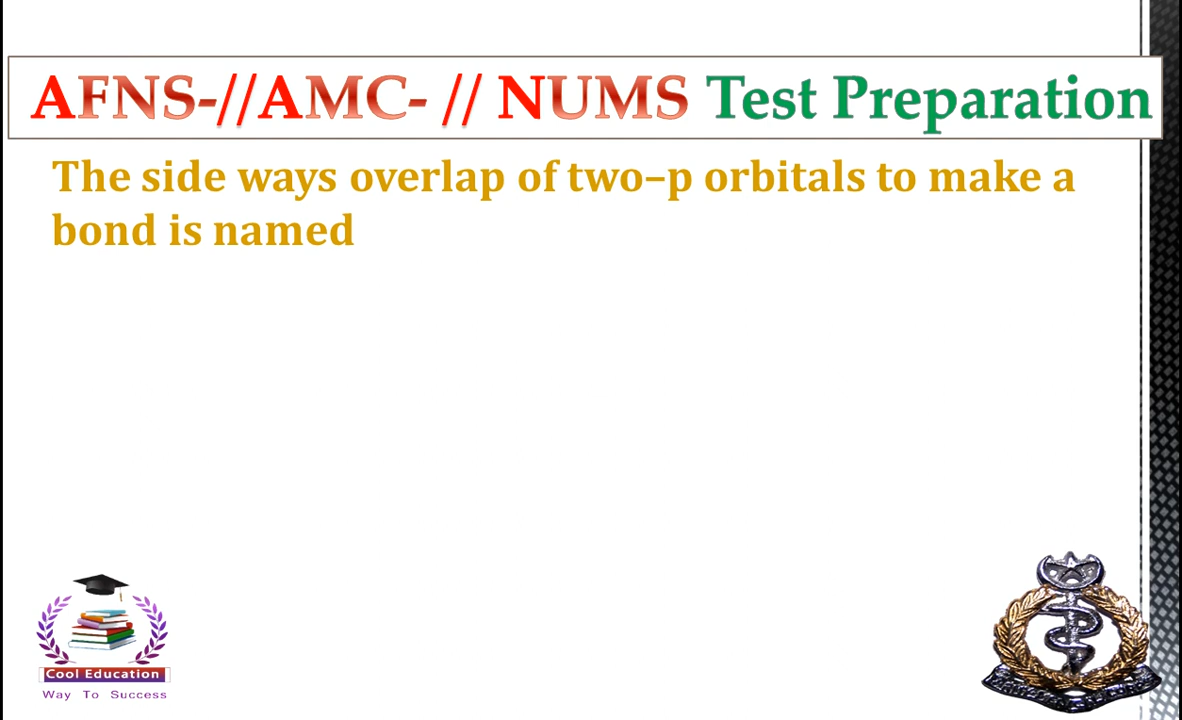 AFNS-//AMC- // NUMS Test Preparation
The side ways overlap of two–p orbitals to make a
bond is named
Cool Education
Way To Success